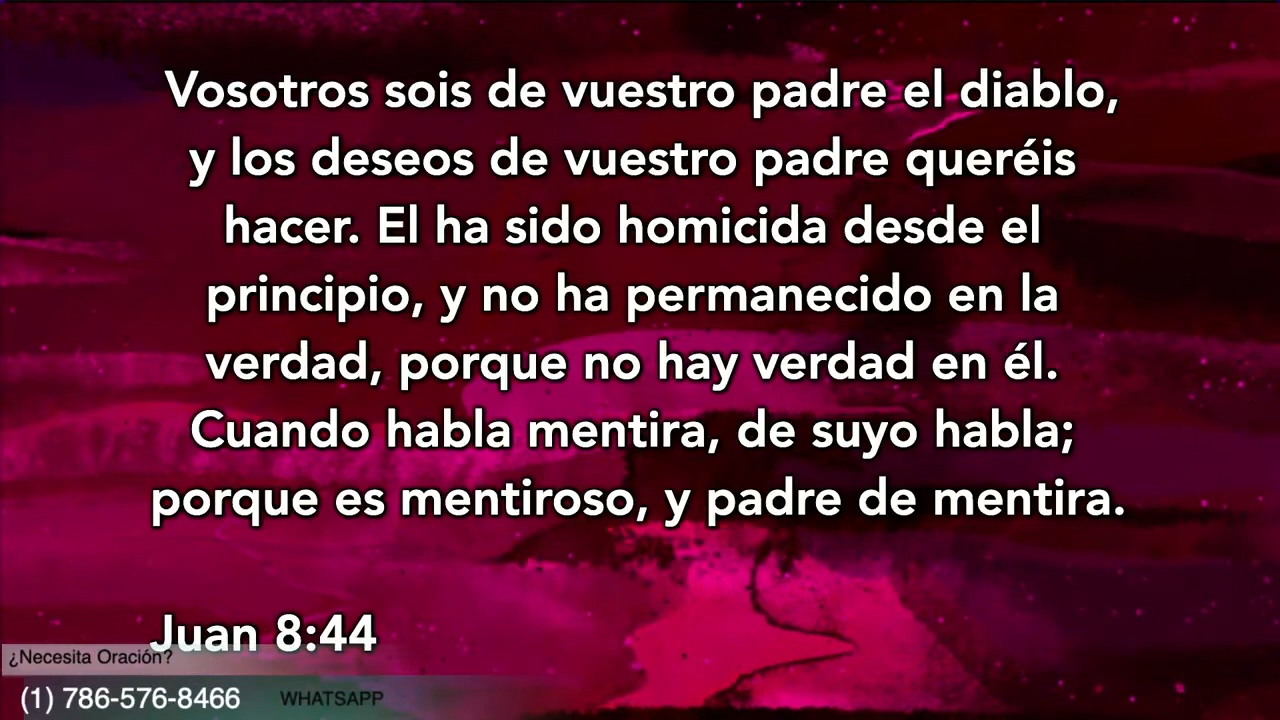 Vosotros sois de vuestro padre el diablo,
y los deseos de vuestro padre queréis
hacer. El ha sido homicida desde el
principio, y no ha permanecido en la
verdad, porque no hay verdad en él.
Cuando habla mentira, de suyo habla;
porque es mentiroso, y padre de mentira.
Juan 8:44
¿Necesita Oración?
(1) 786-576-8466 WHATSAPP